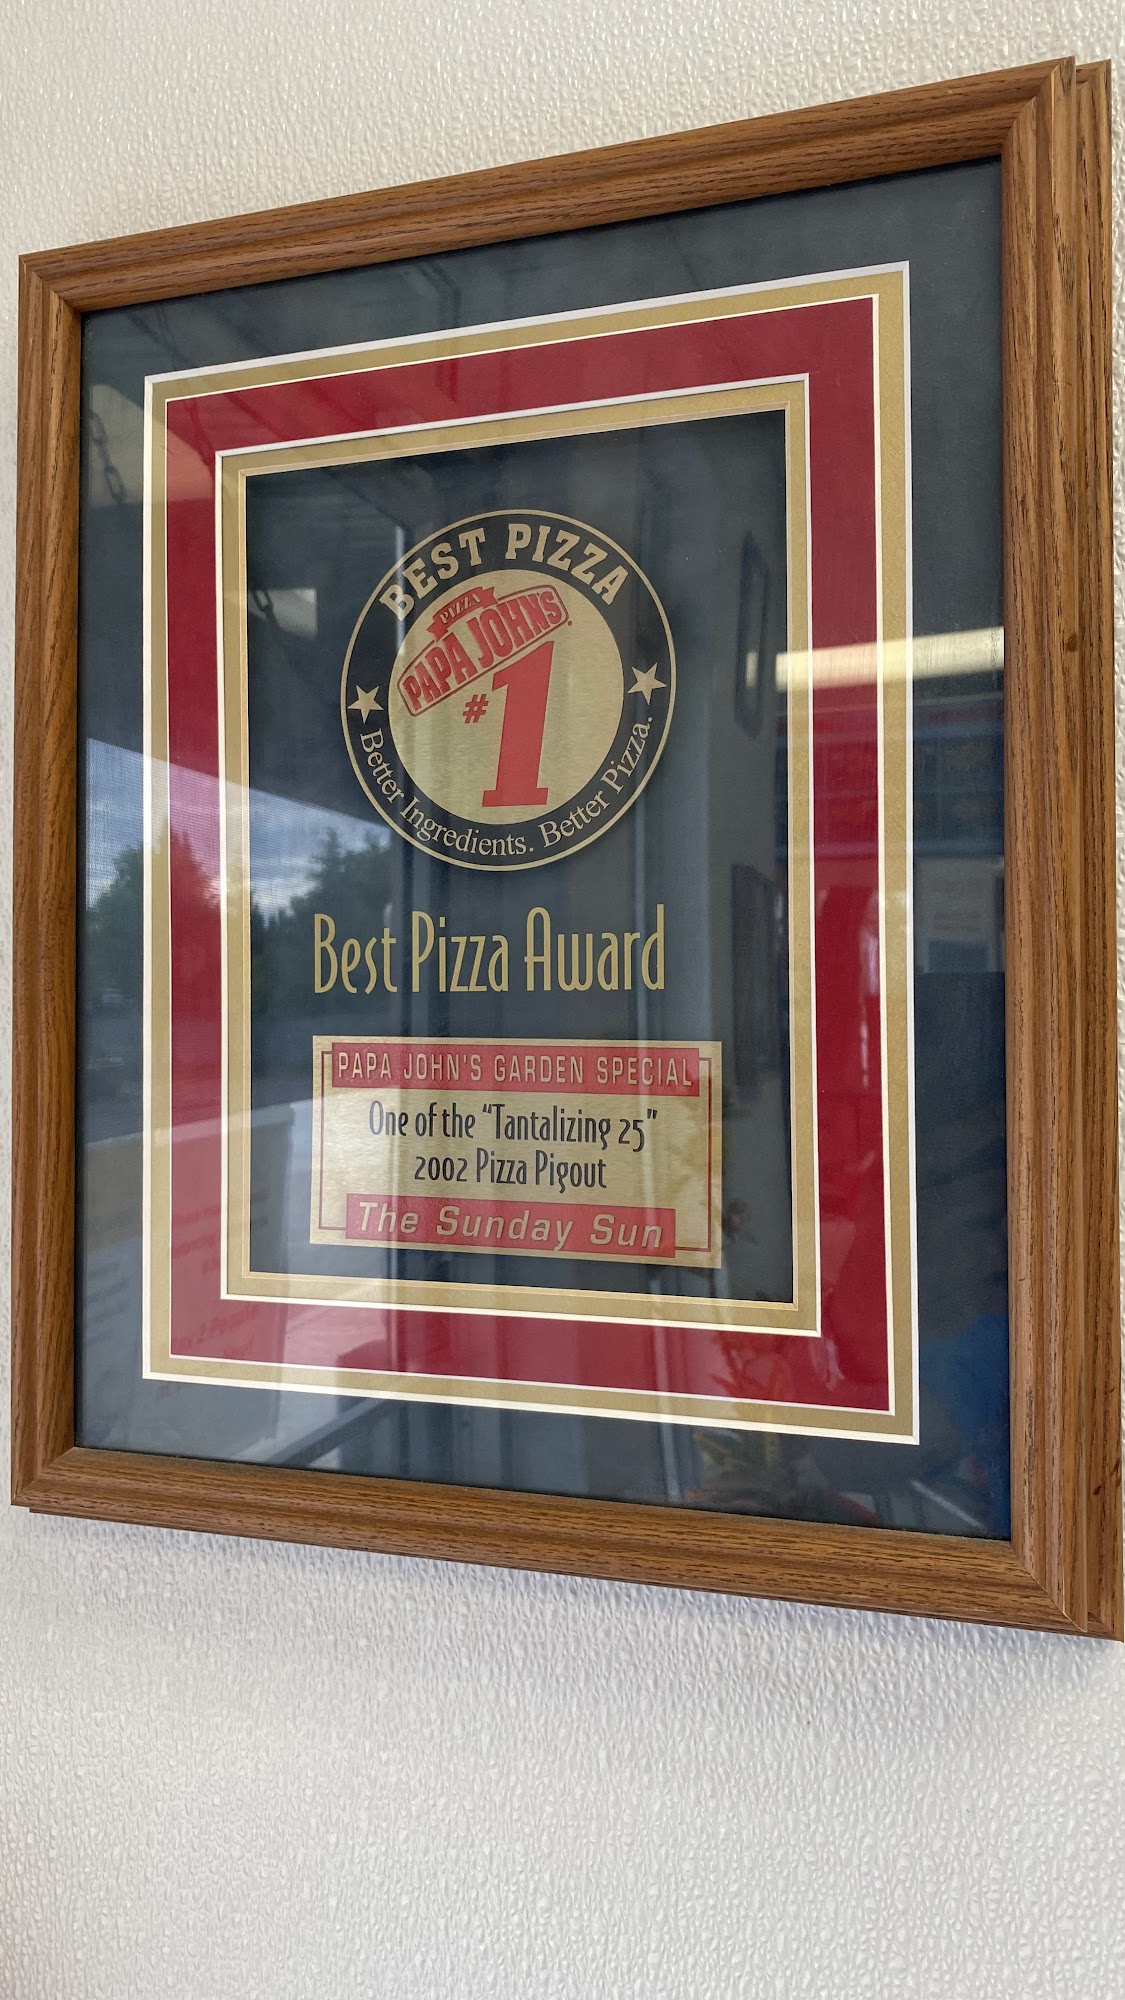 BEST PIZZA
PIZZA
PAPA JOHN'S
#1
Better Ingredients. Better Pizza.
Best Pizza Award
PAPA JOHN'S GARDEN SPECIAL
One of the "Tantalizing 25"
2002 Pizza Pigout
The Sunday Sun